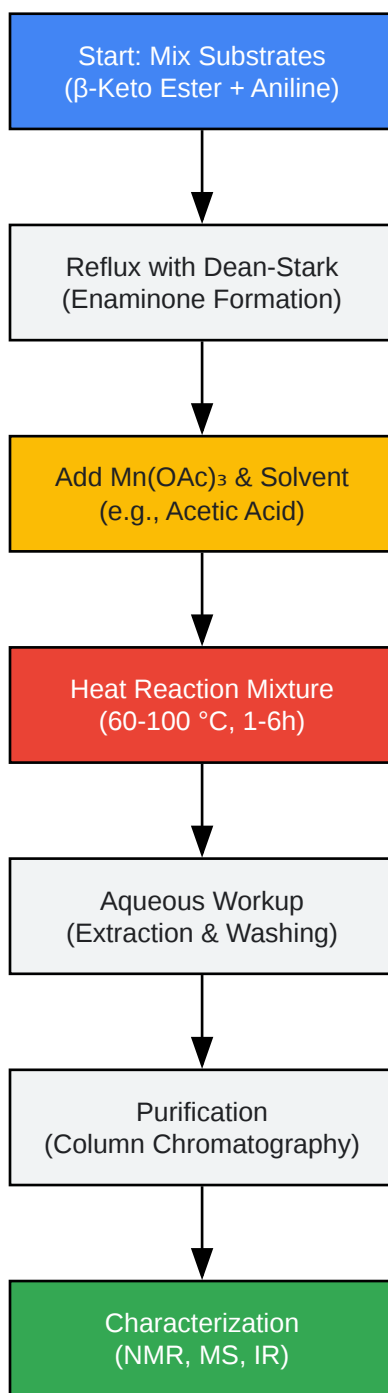 Start: Mix Substrates
(β-Keto Ester + Aniline)
Reflux with Dean-Stark
(Enaminone Formation)
Add Mn(OAc)₃ & Solvent
(e.g., Acetic Acid)
Heat Reaction Mixture
(60-100 °C, 1-6h)
Aqueous Workup
(Extraction & Washing)
Purification
(Column Chromatography)
Characterization
(NMR, MS, IR)